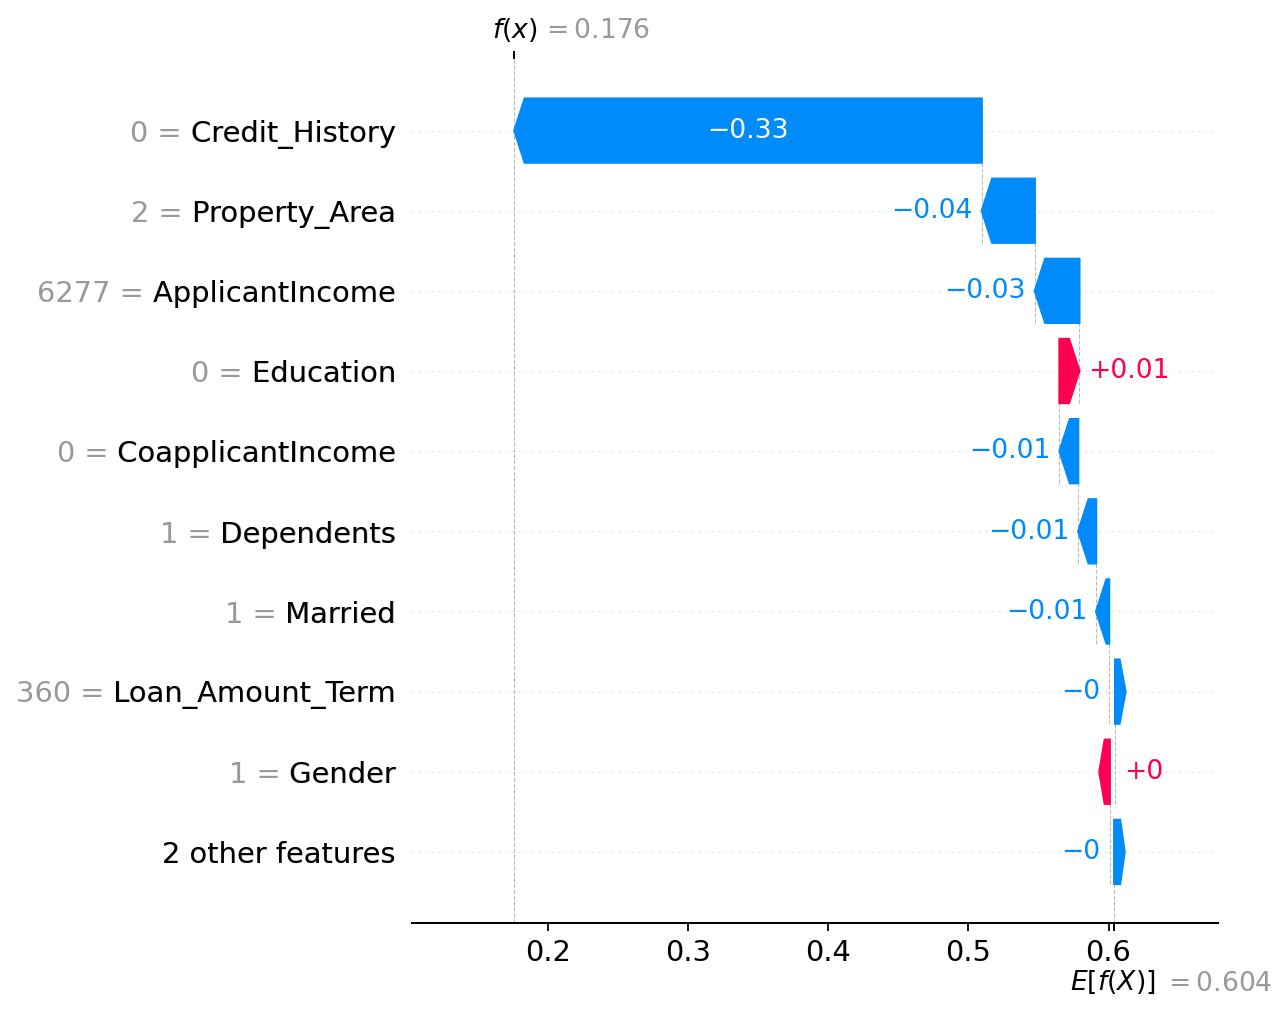 f(x) = 0.176
0 = Credit_History
−0.33
2 = Property_Area
−0.04
6277 = ApplicantIncome
−0.03
0 = Education
+0.01
0 = CoapplicantIncome
−0.01
1 = Dependents
−0.01
1 = Married
−0.01
360 = Loan_Amount_Term
−0
1 = Gender
+0
2 other features
−0
0.2 0.3 0.4 0.5 0.6
E[f(X)] = 0.604